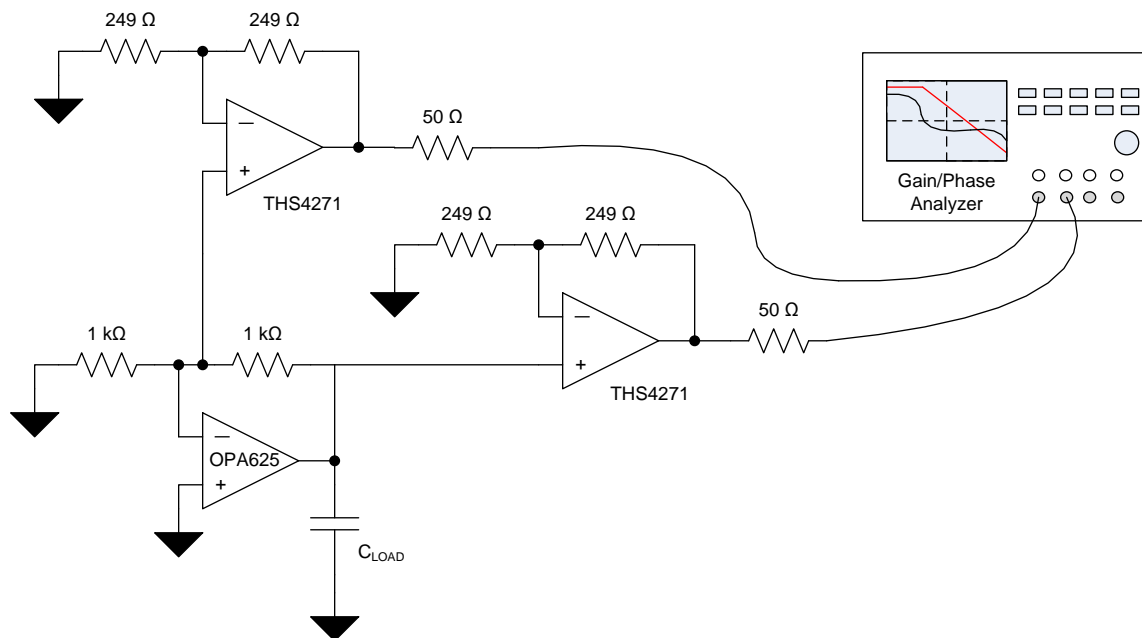 249 Ω
249 Ω
−
+
THS4271
50 Ω
Gain/Phase
Analyzer
249 Ω
249 Ω
−
+
THS4271
50 Ω
1 kΩ
1 kΩ
−
OPA625
+
CLOAD